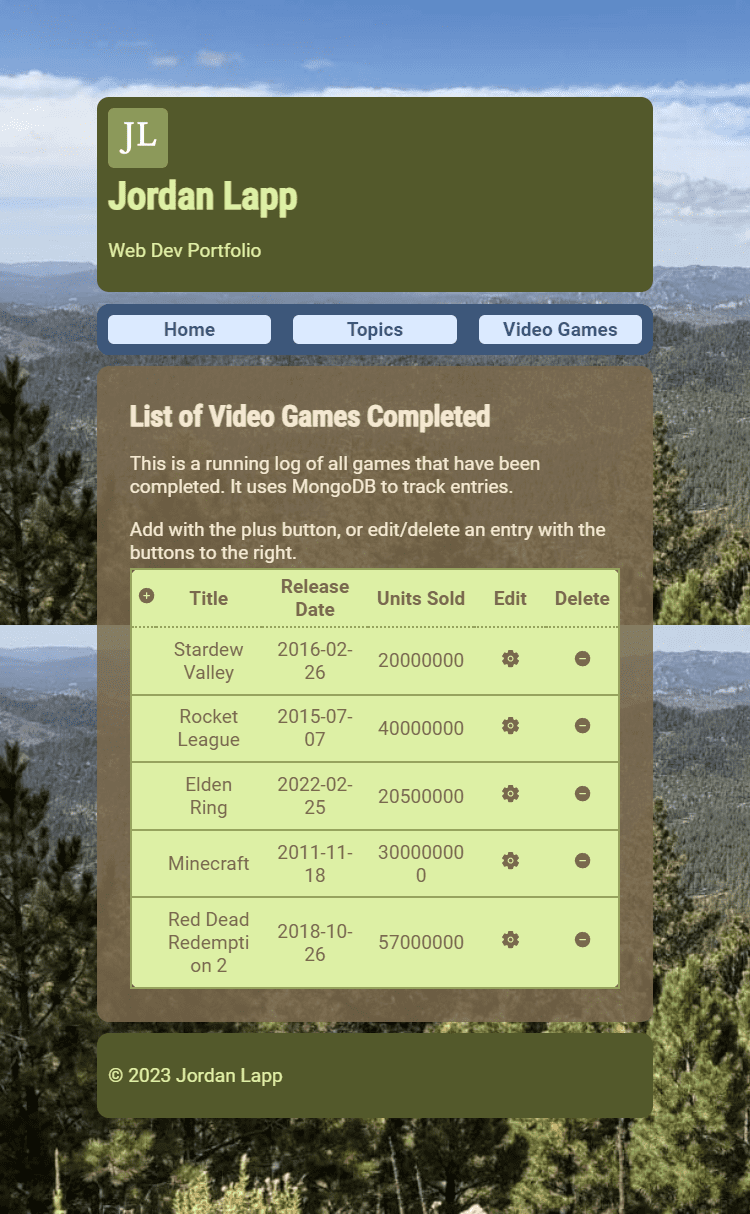 JL
Jordan Lapp
Web Dev Portfolio
Home Topics Video Games
List of Video Games Completed
This is a running log of all games that have been
completed. It uses MongoDB to track entries.
Add with the plus button, or edit/delete an entry with the
buttons to the right.
Title Release Units Sold Edit Delete
Date
Stardew 2016-02- 20000000
Valley 26
Rocket 2015-07- 40000000
League 07
Elden 2022-02- 20500000
Ring 25
Minecraft 2011-11- 30000000
18 0
Red Dead 2018-10- 57000000
Redempti 26
on 2
© 2023 Jordan Lapp